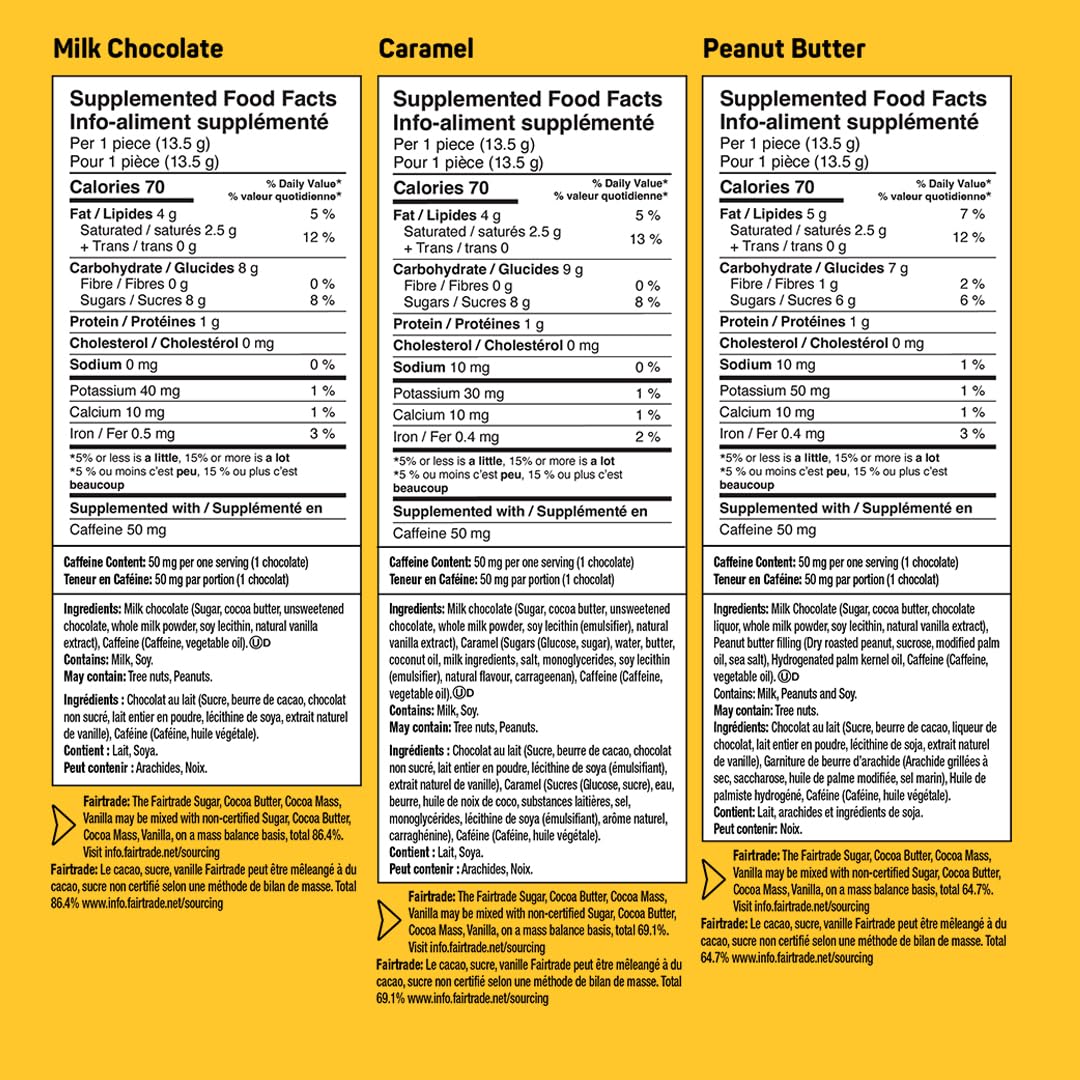 Milk Chocolate
Supplemented Food Facts
Info-aliment supplémenté
Per 1 piece (13.5 g)
Pour 1 pièce (13.5 g)
Calories 70
% Daily Value*
% valeur quotidienne*
Fat / Lipides 4 g 5 %
Saturated / saturés 2.5 g
+ Trans / trans 0 g
12 %
Carbohydrate / Glucides 8 g
Fibre / Fibres 0 g 0 %
Sugars / Sucres 8 g 8 %
Protein / Protéines 1 g
Cholesterol / Cholestérol 0 mg
Sodium 0 mg 0 %
Potassium 40 mg 1 %
Calcium 10 mg 1 %
Iron / Fer 0.5 mg 3 %
*5% or less is a little, 15% or more is a lot
*5 % ou moins c'est peu, 15 % ou plus c'est
beaucoup
Supplemented with / Supplémenté en
Caffeine 50 mg
Caffeine Content: 50 mg per one serving (1 chocolate)
Teneur en Caféine: 50 mg par portion (1 chocolat)
Ingredients: Milk chocolate (Sugar, cocoa butter, unsweetened
chocolate, whole milk powder, soy lecithin, natural vanilla
extract), Caffeine (Caffeine, vegetable oil). ⓊD
Contains: Milk, Soy.
May contain: Tree nuts, Peanuts.
Ingrédients : Chocolat au lait (Sucre, beurre de cacao, chocolat
non sucré, lait entier en poudre, lécithine de soya, extrait naturel
de vanille), Caféine (Caféine, huile végétale).
Contient : Lait, Soya.
Peut contenir : Arachides, Noix.
Fairtrade: The Fairtrade Sugar, Cocoa Butter, Cocoa Mass,
Vanilla may be mixed with non-certified Sugar, Cocoa Butter,
Cocoa Mass, Vanilla, on a mass balance basis, total 86.4%.
Visit info.fairtrade.net/sourcing
Fairtrade: Le cacao, sucre, vanille Fairtrade peut être mêleangé à du
cacao, sucre non certifié selon une méthode de bilan de masse. Total
86.4% www.info.fairtrade.net/sourcing
Caramel
Supplemented Food Facts
Info-aliment supplémenté
Per 1 piece (13.5 g)
Pour 1 pièce (13.5 g)
Calories 70
% Daily Value*
% valeur quotidienne*
Fat / Lipides 4 g 5 %
Saturated / saturés 2.5 g
+ Trans / trans 0
13 %
Carbohydrate / Glucides 9 g
Fibre / Fibres 0 g 0 %
Sugars / Sucres 8 g 8 %
Protein / Protéines 1 g
Cholesterol / Cholestérol 0 mg
Sodium 10 mg 0 %
Potassium 30 mg 1 %
Calcium 10 mg 1 %
Iron / Fer 0.4 mg 2 %
*5% or less is a little, 15% or more is a lot
*5 % ou moins c'est peu, 15 % ou plus c'est
beaucoup
Supplemented with / Supplémenté en
Caffeine 50 mg
Caffeine Content: 50 mg per one serving (1 chocolate)
Teneur en Caféine: 50 mg par portion (1 chocolat)
Ingredients: Milk chocolate (Sugar, cocoa butter, unsweetened
chocolate, whole milk powder, soy lecithin (emulsifier), natural
vanilla extract), Caramel (Sugars (Glucose, sugar), water, butter,
coconut oil, milk ingredients, salt, monoglycerides, soy lecithin
(emulsifier), natural flavour, carrageenan), Caffeine (Caffeine,
vegetable oil). ⓊD
Contains: Milk, Soy.
May contain: Tree nuts, Peanuts.
Ingrédients : Chocolat au lait (Sucre, beurre de cacao, chocolat
non sucré, lait entier en poudre, lécithine de soya (émulsifiant),
extrait naturel de vanille), Caramel (Sucres (Glucose, sucre), eau,
beurre, huile de noix de coco, substances laitières, sel,
monoglycérides, lécithine de soya (émulsifiant), arôme naturel,
carraghénine), Caféine (Caféine, huile végétale).
Contient : Lait, Soya.
Peut contenir : Arachides, Noix.
Fairtrade: The Fairtrade Sugar, Cocoa Butter, Cocoa Mass,
Vanilla may be mixed with non-certified Sugar, Cocoa Butter,
Cocoa Mass, Vanilla, on a mass balance basis, total 69.1%.
Visit info.fairtrade.net/sourcing
Fairtrade: Le cacao, sucre, vanille Fairtrade peut être mêleangé à du
cacao, sucre non certifié selon une méthode de bilan de masse. Total
69.1% www.info.fairtrade.net/sourcing
Peanut Butter
Supplemented Food Facts
Info-aliment supplémenté
Per 1 piece (13.5 g)
Pour 1 pièce (13.5 g)
Calories 70
% Daily Value*
% valeur quotidienne*
Fat / Lipides 5 g 7 %
Saturated / saturés 2.5 g
+ Trans / trans 0 g
12 %
Carbohydrate / Glucides 7 g
Fibre / Fibres 1 g 2 %
Sugars / Sucres 6 g 6 %
Protein / Protéines 1 g
Cholesterol / Cholestérol 0 mg
Sodium 10 mg 1 %
Potassium 50 mg 1 %
Calcium 10 mg 1 %
Iron / Fer 0.4 mg 3 %
*5% or less is a little, 15% or more is a lot
*5 % ou moins c'est peu, 15 % ou plus c'est
beaucoup
Supplemented with / Supplémenté en
Caffeine 50 mg
Caffeine Content: 50 mg per one serving (1 chocolate)
Teneur en Caféine: 50 mg par portion (1 chocolat)
Ingredients: Milk Chocolate (Sugar, cocoa butter, chocolate
liquor, whole milk powder, soy lecithin, natural vanilla extract),
Peanut butter filling (Dry roasted peanut, sucrose, modified palm
oil, sea salt), Hydrogenated palm kernel oil, Caffeine (Caffeine,
vegetable oil). ⓊD
Contains: Milk, Peanuts and Soy.
May contain: Tree nuts.
Ingrédients: Chocolat au lait (Sucre, beurre de cacao, liqueur de
chocolat, lait entier en poudre, lécithine de soja, extrait naturel
de vanille), Garniture de beurre d'arachide (Arachide grillées à
sec, saccharose, huile de palme modifiée, sel marin), Huile de
palmiste hydrogéné, Caféine (Caféine, huile végétale).
Contient: Lait, arachides et ingrédients de soja.
Peut contenir: Noix.
Fairtrade: The Fairtrade Sugar, Cocoa Butter, Cocoa Mass,
Vanilla may be mixed with non-certified Sugar, Cocoa Butter,
Cocoa Mass, Vanilla, on a mass balance basis, total 64.7%.
Visit info.fairtrade.net/sourcing
Fairtrade: Le cacao, sucre, vanille Fairtrade peut être mêleangé à du
cacao, sucre non certifié selon une méthode de bilan de masse. Total
64.7% www.info.fairtrade.net/sourcing